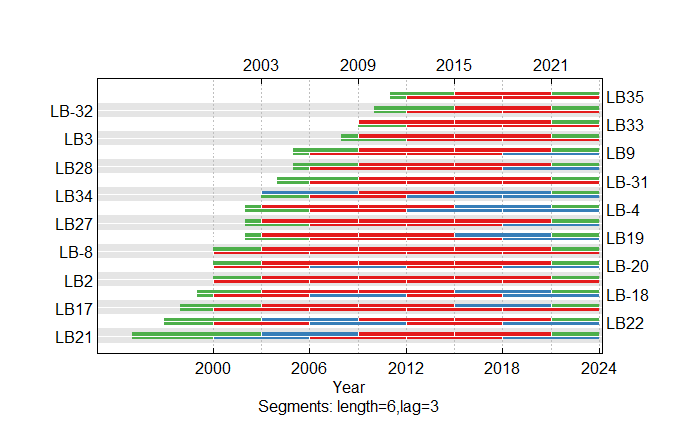 2003 2009 2015 2021
LB35
LB-32
LB33
LB3
LB9
LB28
LB-31
LB34
LB-4
LB27
LB19
LB-8
LB-20
LB2
LB-18
LB17
LB22
LB21
2000 2006 2012 2018 2024
Year
Segments: length=6,lag=3